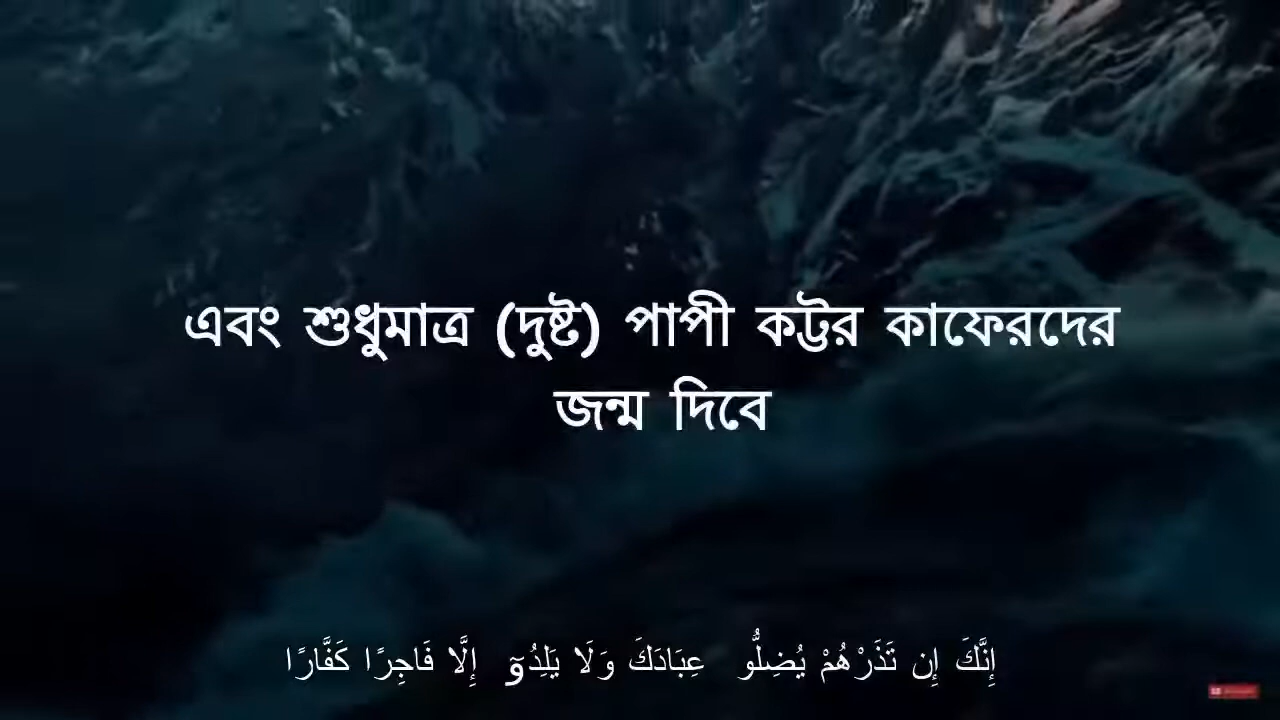 এবং শুধুমাত্র (দুষ্ট) পাপী কট্টর কাফেরদের
জন্ম দিবে
إِنَّكَ إِن تَذَرْهُمْ يُضِلُّو عِبَادَكَ وَلَا يَلِدُوٓ إِلَّا فَاجِرًا كَفَّارًا